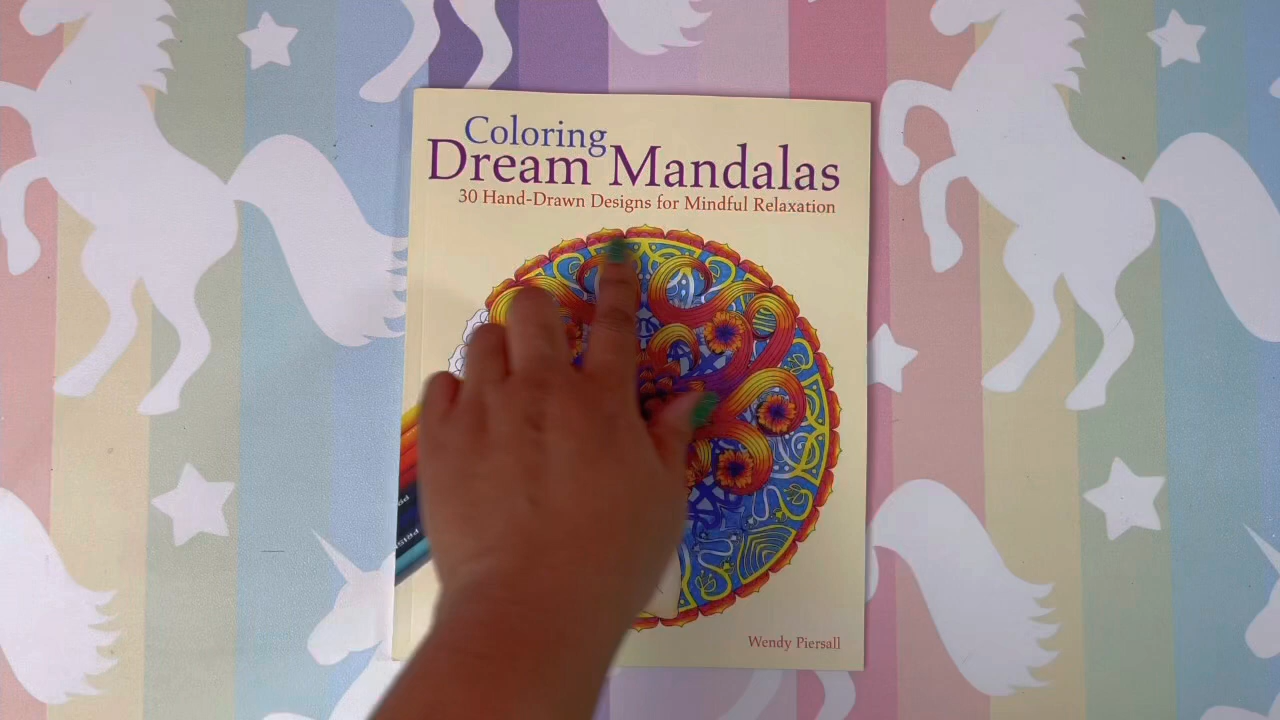 Coloring
Dream Mandalas
30 Hand-Drawn Designs for Mindful Relaxation
Wendy Piersall